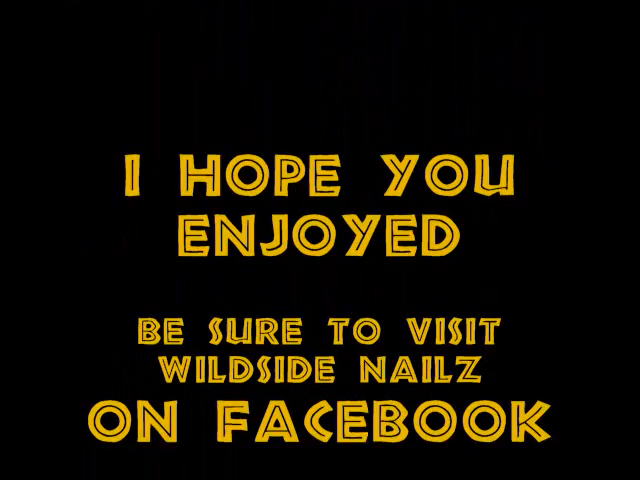 I HOPE YOU
ENJOYED
BE SURE TO VISIT
WILDSIDE NAILZ
ON FACEBOOK